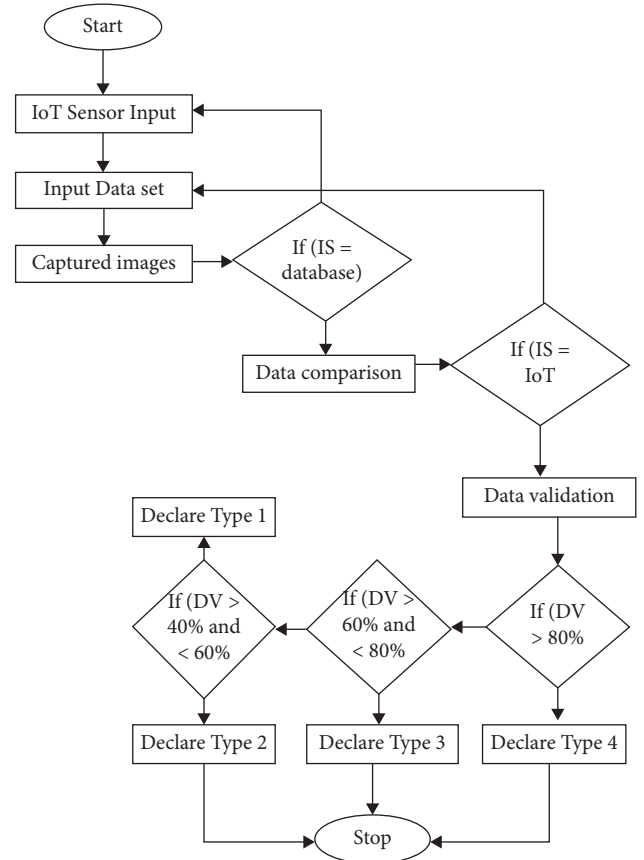 Start
IoT Sensor Input
Input Data set
Captured images
If (IS =
database)
Data comparison
If (IS =
IoT
Data validation
Declare Type 1
If (DV >
40% and
< 60%
If (DV >
60% and
< 80%
If (DV
> 80%
Declare Type 2
Declare Type 3
Declare Type 4
Stop